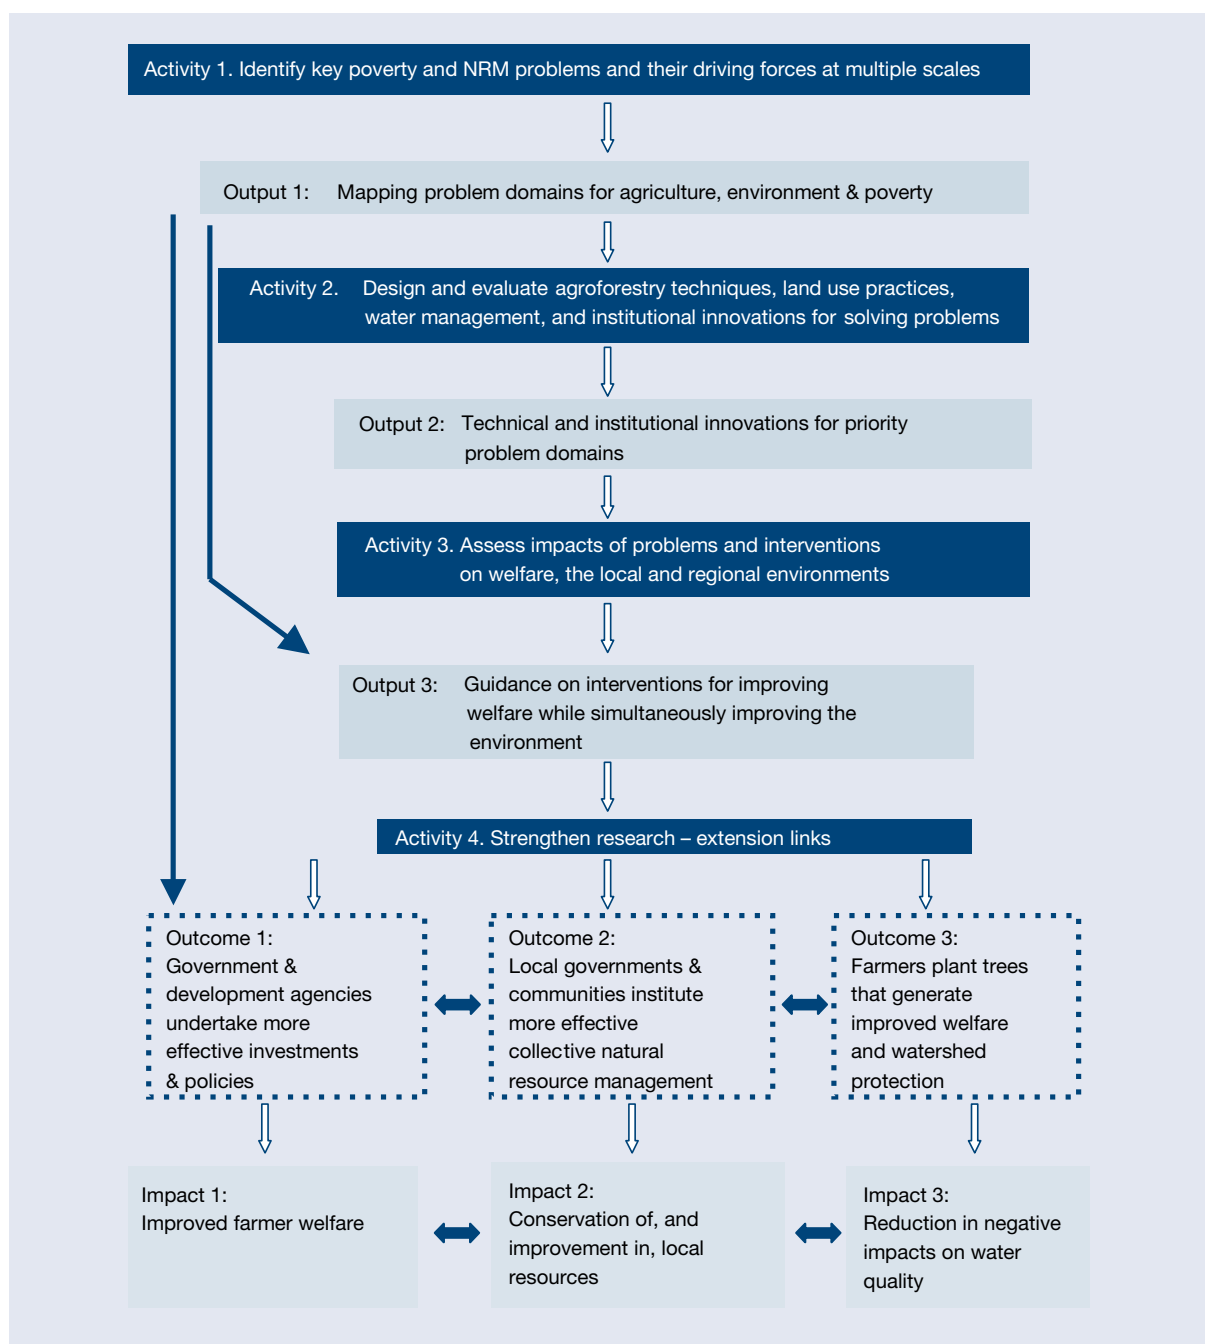 Activity 1. Identify key poverty and NRM problems and their driving forces at multiple scales
Output 1: Mapping problem domains for agriculture, environment & poverty
Activity 2. Design and evaluate agroforestry techniques, land use practices,
water management, and institutional innovations for solving problems
Output 2: Technical and institutional innovations for priority
problem domains
Activity 3. Assess impacts of problems and interventions
on welfare, the local and regional environments
Output 3: Guidance on interventions for improving
welfare while simultaneously improving the
environment
Activity 4. Strengthen research – extension links
Outcome 1:
Government &
development agencies
undertake more
effective investments
& policies
Outcome 2:
Local governments &
communities institute
more effective
collective natural
resource management
Outcome 3:
Farmers plant trees
that generate
improved welfare
and watershed
protection
Impact 1:
Improved farmer welfare
Impact 2:
Conservation of, and
improvement in, local
resources
Impact 3:
Reduction in negative
impacts on water
quality